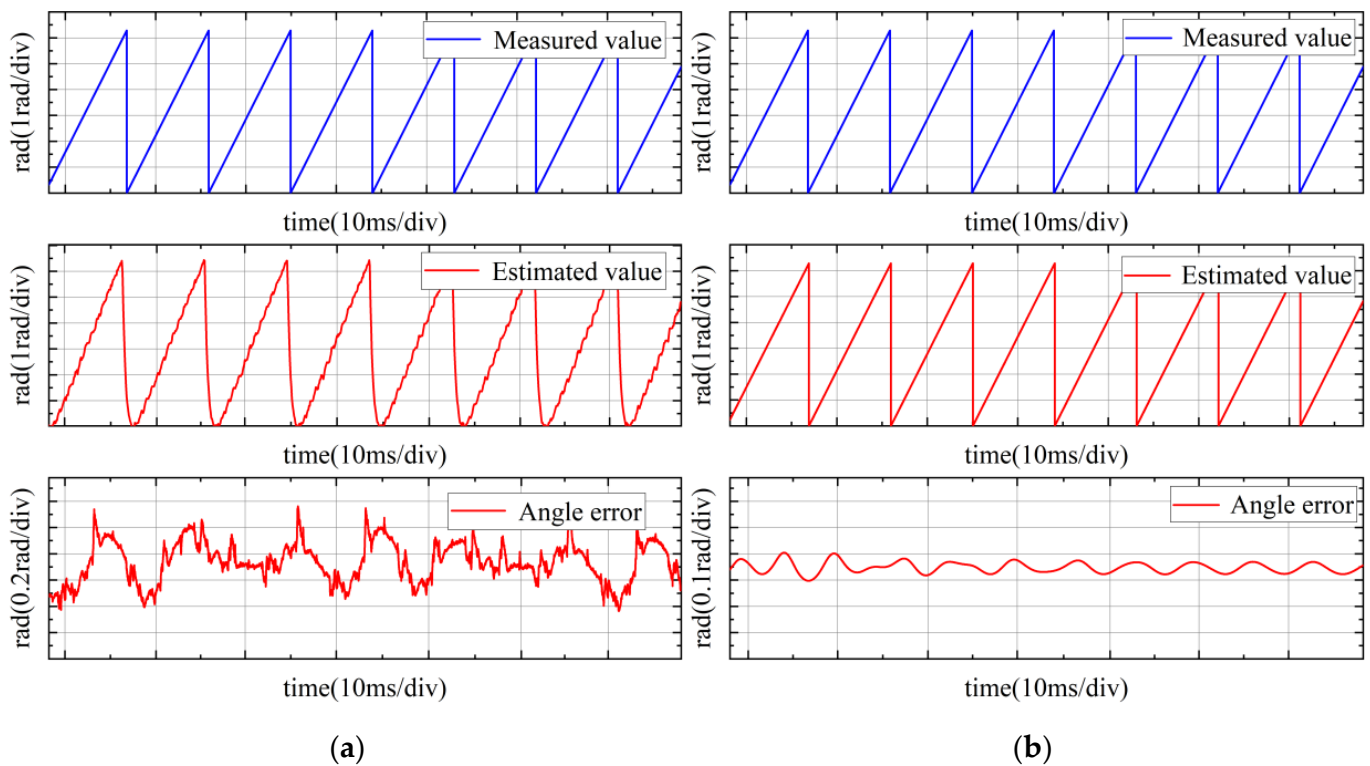 Measured value
rad(1rad/div)
time(10ms/div)
Estimated value
rad(1rad/div)
time(10ms/div)
Angle error
rad(0.2rad/div)
time(10ms/div)
(a)
Measured value
rad(1rad/div)
time(10ms/div)
Estimated value
rad(1rad/div)
time(10ms/div)
Angle error
rad(0.1rad/div)
time(10ms/div)
(b)